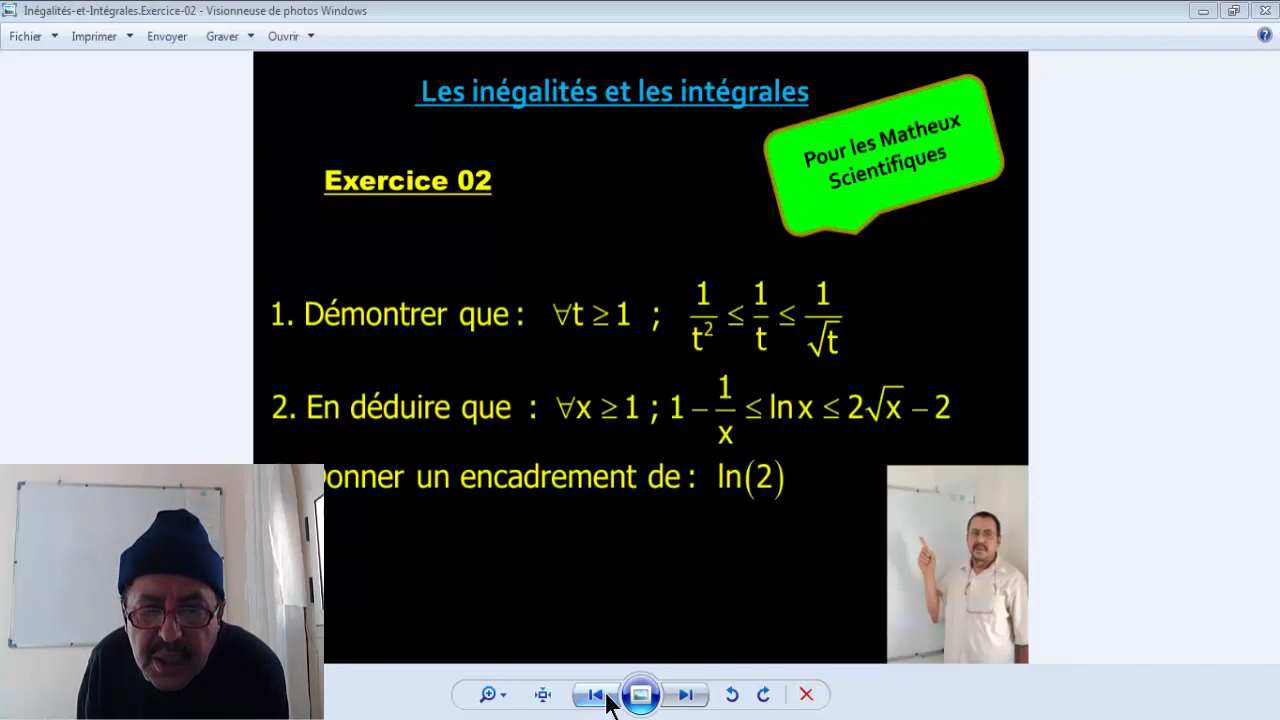 Inégalités-et-Intégrales.Exercice-02 - Visionneuse de photos Windows
Fichier Imprimer Envoyer Graver Ouvrir
Les inégalités et les intégrales
Pour les Matheux
Scientifiques
Exercice 02
1. Démontrer que : ∀t ≥ 1 ; 1/t² ≤ 1/t ≤ 1/√t
2. En déduire que : ∀x ≥ 1 ; 1 − 1/x ≤ ln x ≤ 2√x − 2
onner un encadrement de : ln(2)